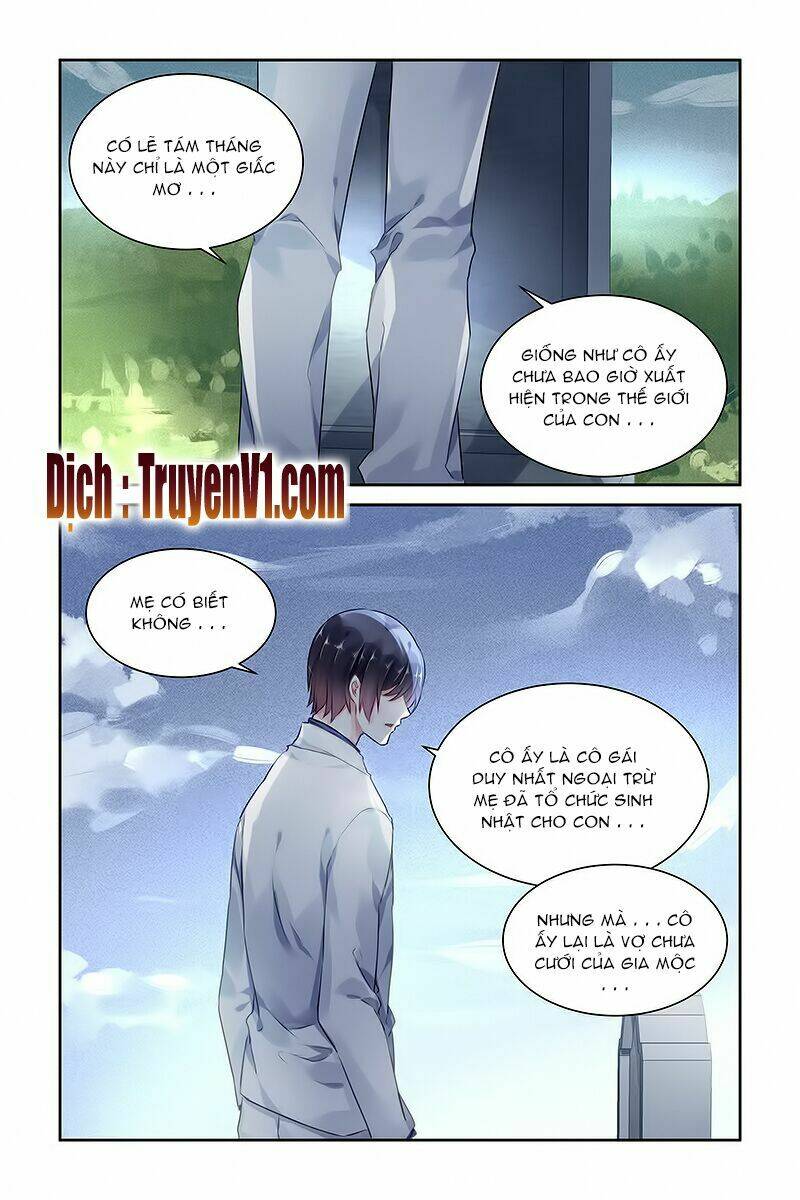 CÓ LẼ TÁM THÁNG
NÀY CHỈ LÀ MỘT GIẤC
MƠ . . .
GIỐNG NHƯ CÔ ẤY
CHƯA BAO GIỜ XUẤT
HIỆN TRONG THẾ GIỚI
CỦA CON . . .
Dịch : TruyenV1.com
MẸ CÓ BIẾT
KHÔNG . . .
CÔ ẤY LÀ CÔ GÁI
DUY NHẤT NGOẠI TRỪ
MẸ ĐÃ TỔ CHỨC SINH
NHẬT CHO CON . . .
NHƯNG MÀ . . . CÔ
ẤY LẠI LÀ VỢ CHƯA
CƯỚI CỦA GIA MỘC
. . .